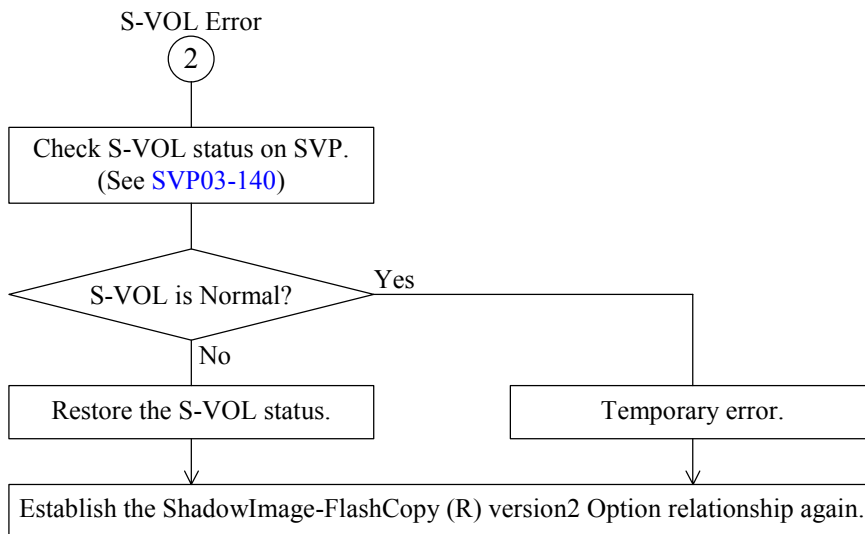 S-VOL Error
2
Check S-VOL status on SVP.
(See SVP03-140)
S-VOL is Normal?
Yes
No
Restore the S-VOL status.
Temporary error.
Establish the ShadowImage-FlashCopy (R) version2 Option relationship again.